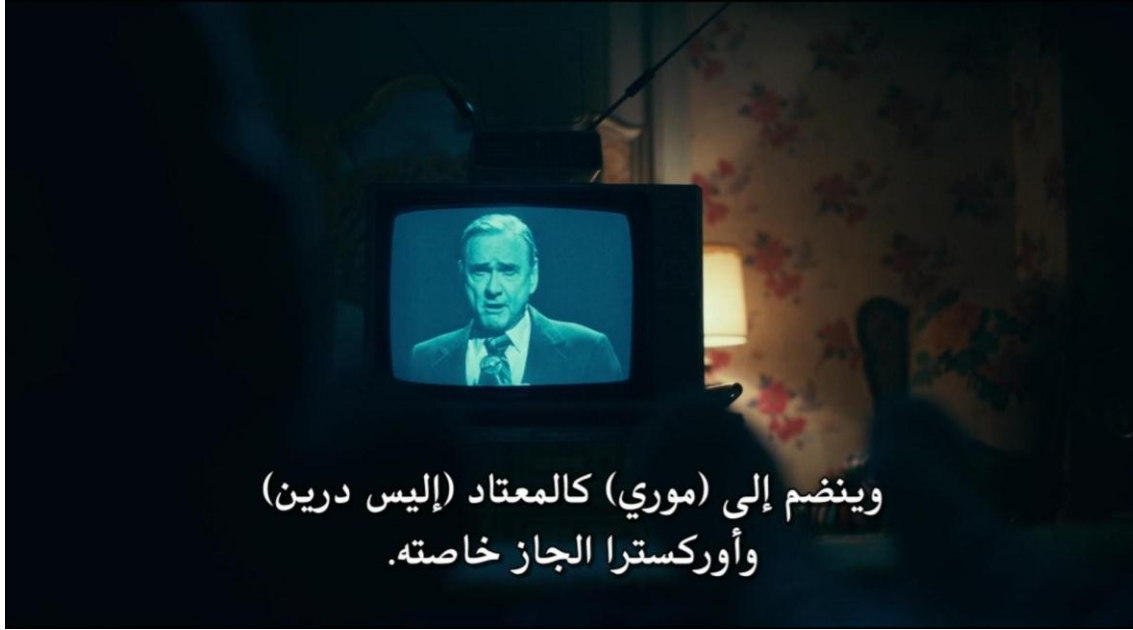 وينضم إلى (موري) كالمعتاد (إليس درين)
وأوركسترا الجاز خاصته.